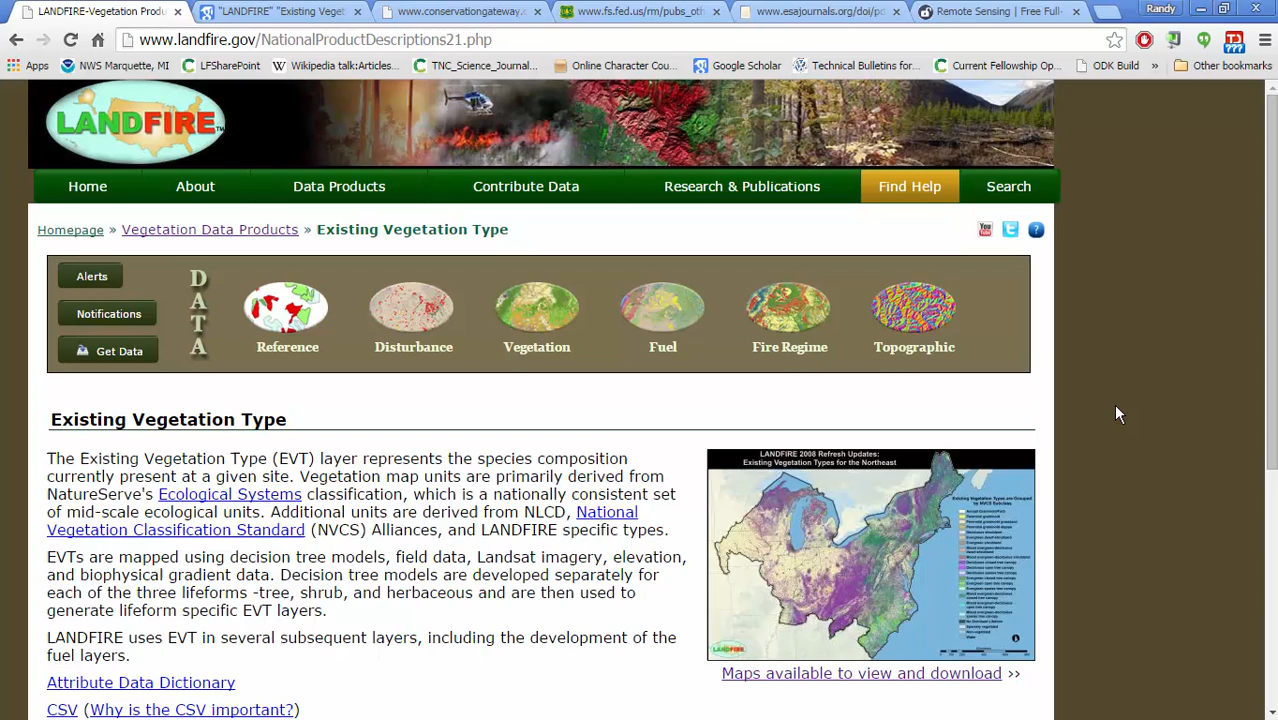 LANDFIRE-Vegetation Produ
"LANDFIRE" "Existing Veget
www.conservationgateway.c
www.fs.fed.us/rm/pubs_oth
www.esajournals.org/doi/pd
Remote Sensing | Free Full-
Randy
www.landfire.gov/NationalProductDescriptions21.php
Apps
NWS Marquette, MI
LFSharePoint
Wikipedia talk:Articles...
TNC_Science_Journal...
Online Character Cou...
Google Scholar
Technical Bulletins for...
Current Fellowship Op...
ODK Build
»
Other bookmarks
LANDFIRE™
Home
About
Data Products
Contribute Data
Research & Publications
Find Help
Search
Homepage » Vegetation Data Products » Existing Vegetation Type
Alerts
Notifications
Get Data
DATA
Reference
Disturbance
Vegetation
Fuel
Fire Regime
Topographic
Existing Vegetation Type
The Existing Vegetation Type (EVT) layer represents the species composition
currently present at a given site. Vegetation map units are primarily derived from
NatureServe's Ecological Systems classification, which is a nationally consistent set
of mid-scale ecological units. Additional units are derived from NLCD, National
Vegetation Classification Standard (NVCS) Alliances, and LANDFIRE specific types.
EVTs are mapped using decision tree models, field data, Landsat imagery, elevation,
and biophysical gradient data. Decision tree models are developed separately for
each of the three lifeforms -tree, shrub, and herbaceous and are then used to
generate lifeform specific EVT layers.
LANDFIRE uses EVT in several subsequent layers, including the development of the
fuel layers.
Attribute Data Dictionary
CSV (Why is the CSV important?)
LANDFIRE 2008 Refresh Updates:
Existing Vegetation Types for the Northeast
LANDFIRE
Maps available to view and download >>